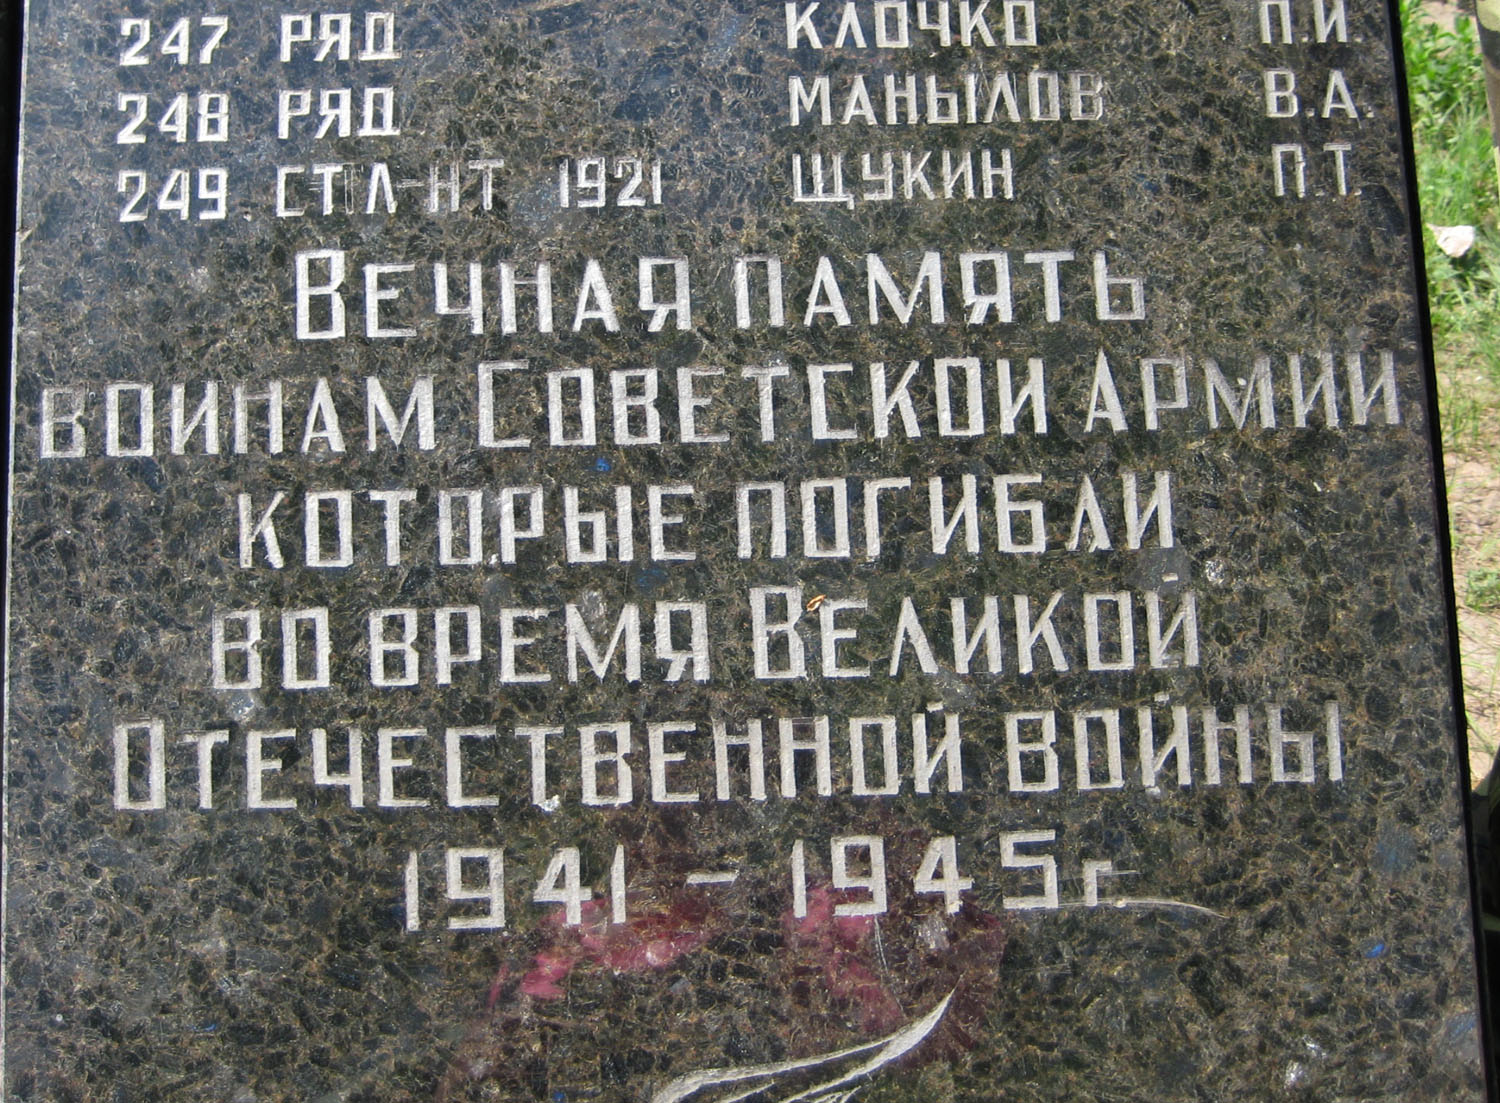 247 РЯД КЛОЧКО П.И.
248 РЯД МАНЫЛОВ В.А.
249 СТ Л-НТ 1921 ЩУКИН П.Т.
ВЕЧНАЯ ПАМЯТЬ
ВОИНАМ СОВЕТСКОЙ АРМИИ
КОТОРЫЕ ПОГИБЛИ
ВО ВРЕМЯ ВЕЛИКОЙ
ОТЕЧЕСТВЕННОЙ ВОЙНЫ
1941 – 1945г